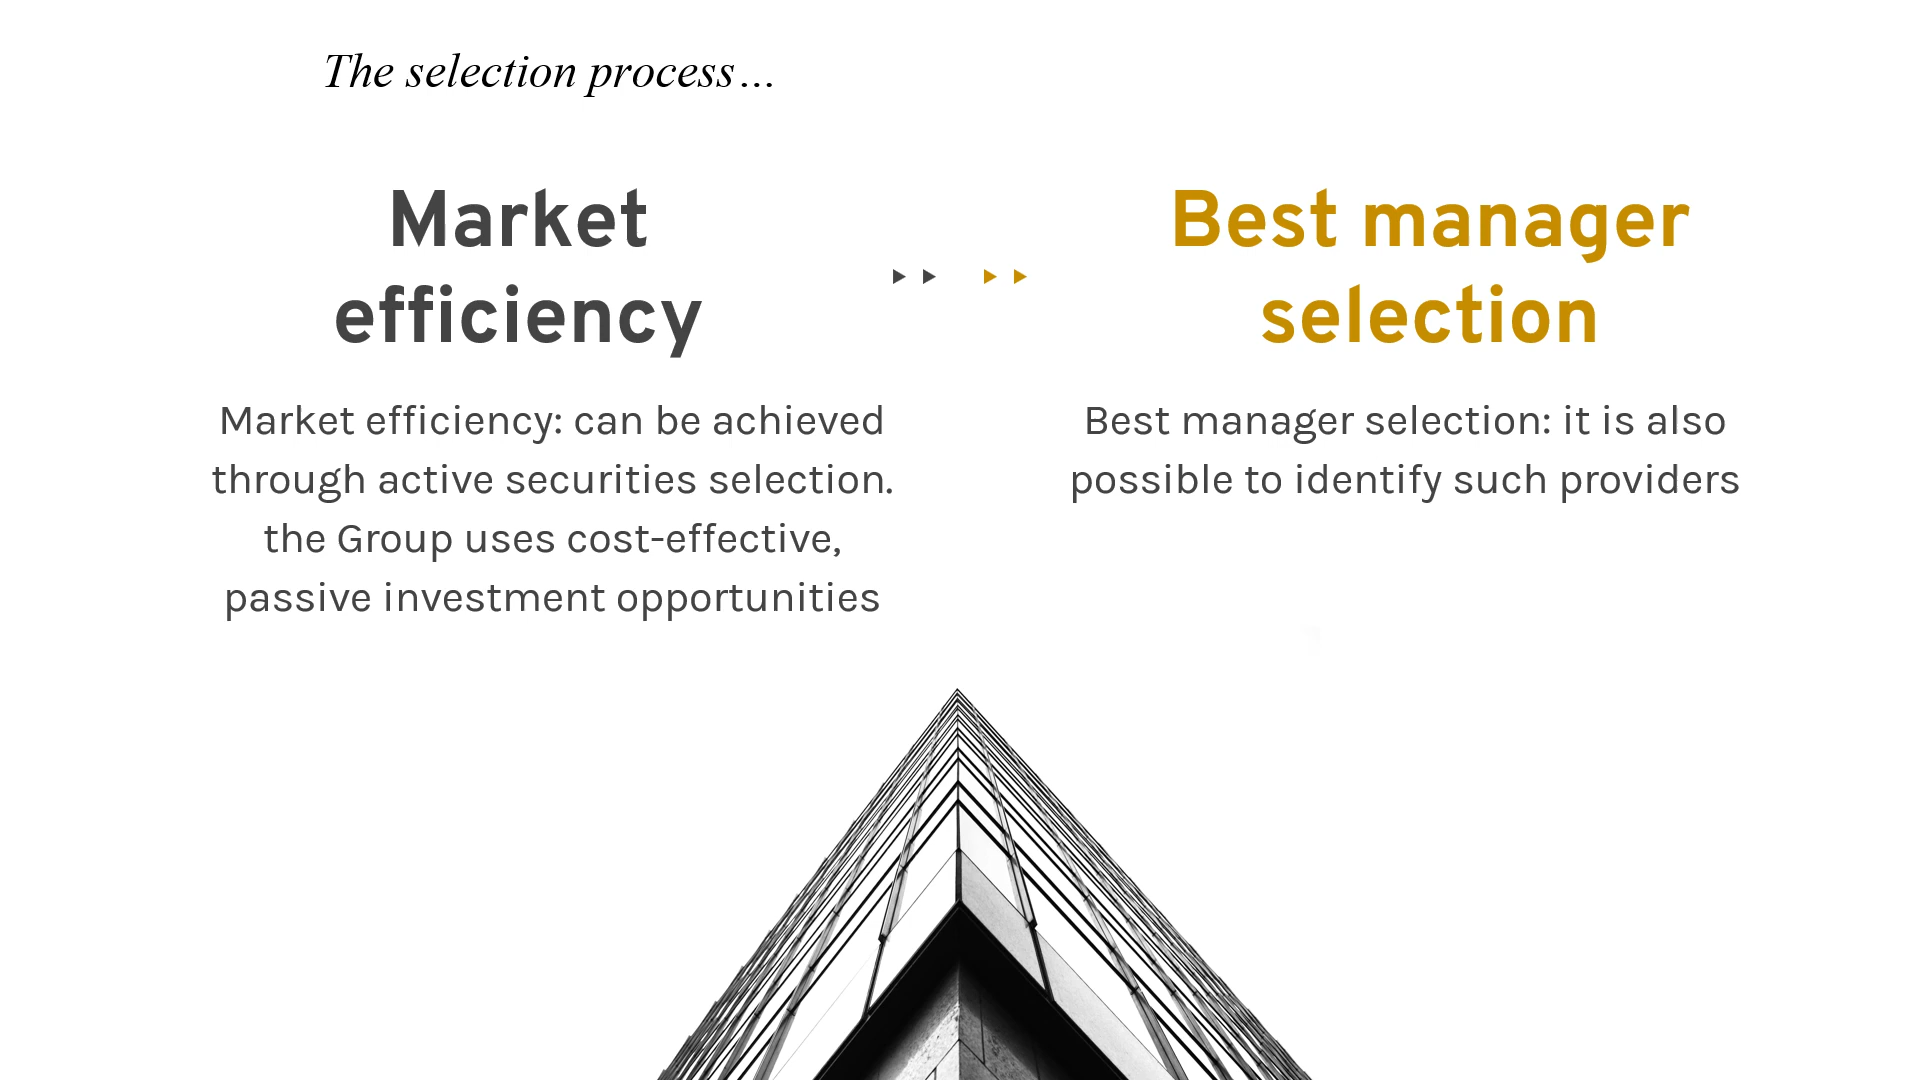 The selection process…
Market
efficiency
Market efficiency: can be achieved
through active securities selection.
the Group uses cost-effective,
passive investment opportunities
Best manager
selection
Best manager selection: it is also
possible to identify such providers